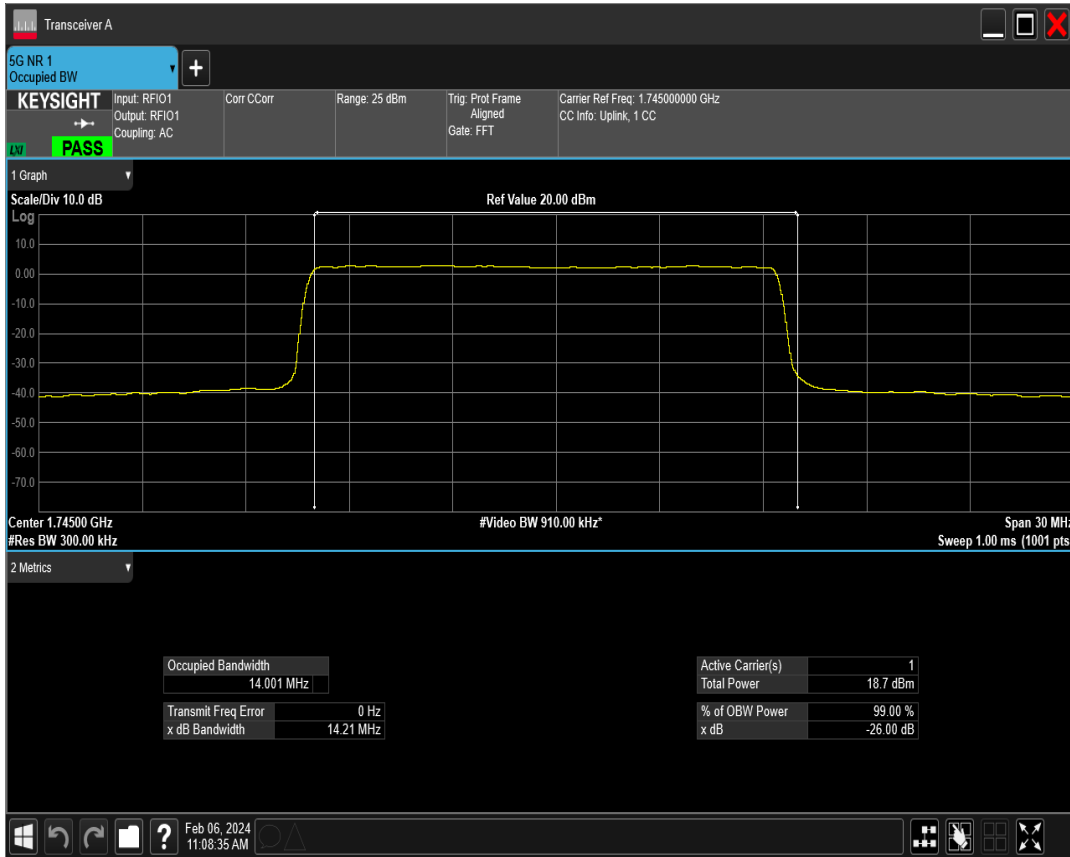 Transceiver A
5G NR 1
Occupied BW
+
KEYSIGHT
LXI
PASS
Input: RFIO1
Output: RFIO1
Coupling: AC
Corr CCorr
Range: 25 dBm
Trig: Prot Frame
Aligned
Gate: FFT
Carrier Ref Freq: 1.745000000 GHz
CC Info: Uplink, 1 CC
1 Graph
Scale/Div 10.0 dB
Ref Value 20.00 dBm
Log
10.0
0.00
-10.0
-20.0
-30.0
-40.0
-50.0
-60.0
-70.0
Center 1.74500 GHz
#Video BW 910.00 kHz*
Span 30 MHz
#Res BW 300.00 kHz
Sweep 1.00 ms (1001 pts
2 Metrics
Occupied Bandwidth
14.001 MHz
Transmit Freq Error 0 Hz
x dB Bandwidth 14.21 MHz
Active Carrier(s) 1
Total Power 18.7 dBm
% of OBW Power 99.00 %
x dB -26.00 dB
?
Feb 06, 2024
11:08:35 AM